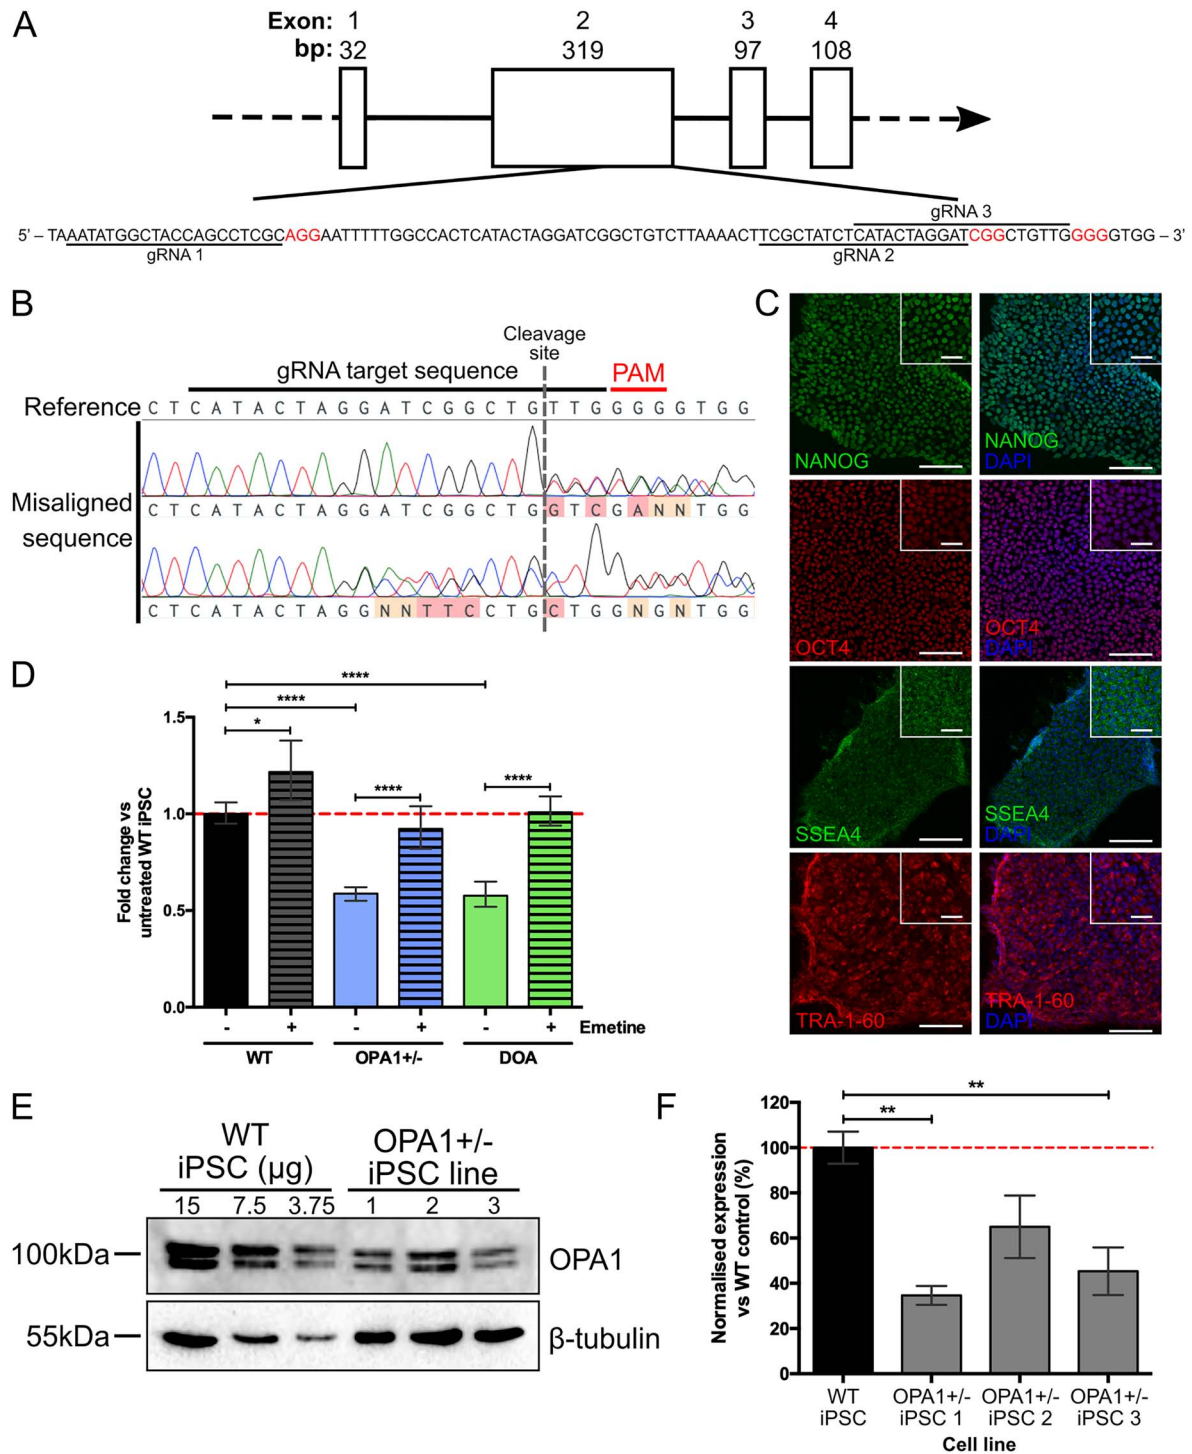 A
Exon: 1 2 3 4
bp: 32 319 97 108
gRNA 3
5' – TAAATATGGCTACCAGCCTCGCAGGAATTTTTGGCCACTCATACTAGGATCGGCTGTCTTAAAACTTCGCTATCTCATACTAGGATCGGCTGTTGGGGGTGG – 3'
gRNA 1
gRNA 2
B
Cleavage
site
gRNA target sequence
PAM
Reference
C T C A T A C T A G G A T C G G C T G T T G G G G G T G G
Misaligned
sequence
C T C A T A C T A G G A T C G G C T G G T C G A N N T G G
C T C A T A C T A G G N N T T C C T G C T G G N G N T G G
C
NANOG
NANOG
DAPI
OCT4
OCT4
DAPI
SSEA4
SSEA4
DAPI
TRA-1-60
TRA-1-60
DAPI
D
Fold change vs
untreated WT iPSC
1.5
1.0
0.5
0.0
****
****
*
****
****
- + - + - + Emetine
WT OPA1+/- DOA
E
WT
iPSC (µg)
OPA1+/-
iPSC line
15 7.5 3.75 1 2 3
100kDa
OPA1
55kDa
β-tubulin
F
Normalised expression
vs WT control (%)
120
100
80
60
40
20
0
**
**
WT
iPSC
OPA1+/-
iPSC 1
OPA1+/-
iPSC 2
OPA1+/-
iPSC 3
Cell line